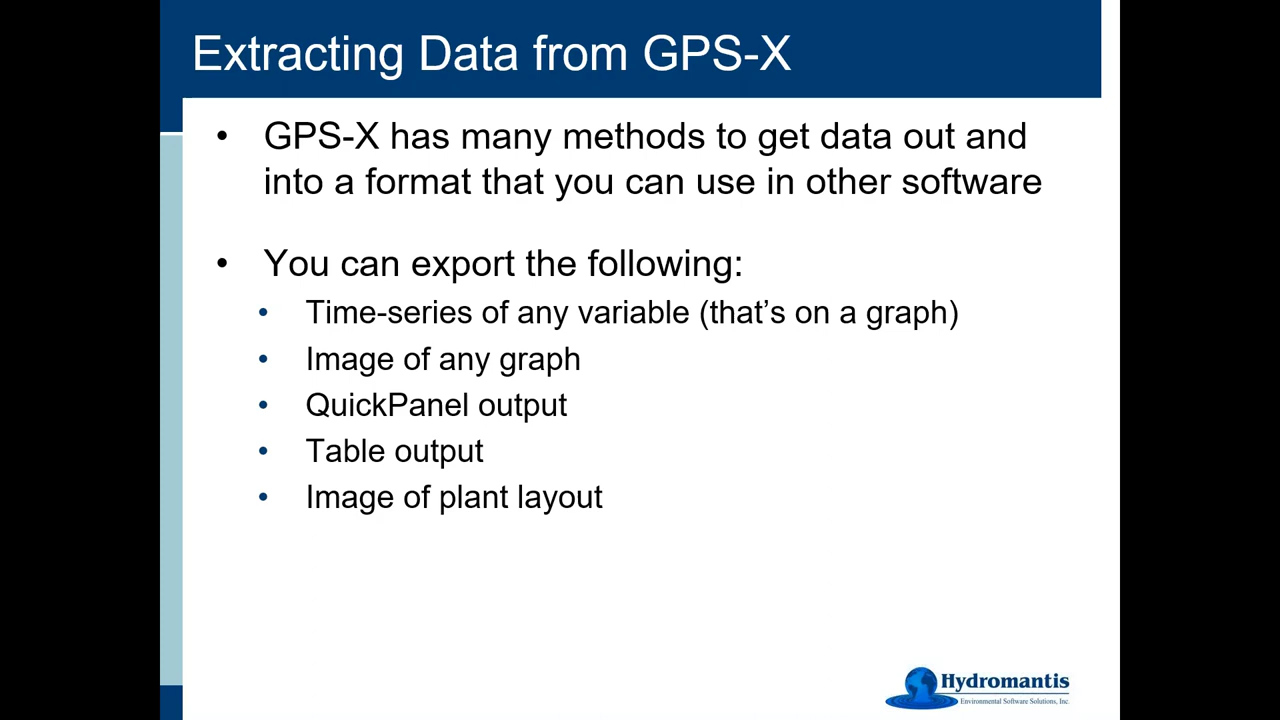 Extracting Data from GPS-X
• GPS-X has many methods to get data out and
into a format that you can use in other software
• You can export the following:
• Time-series of any variable (that's on a graph)
• Image of any graph
• QuickPanel output
• Table output
• Image of plant layout
Hydromantis
Environmental Software Solutions, Inc.